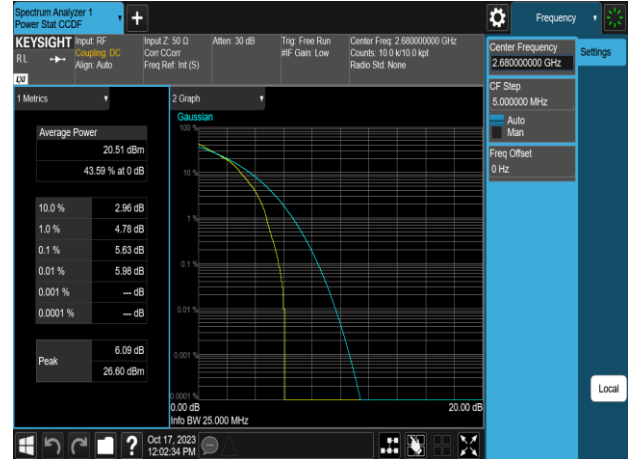 Spectrum Analyzer 1
Power Stat CCDF
+
Frequency
KEYSIGHT
RL
LXI
Input: RF
Coupling: DC
Align: Auto
Input Z: 50 Ω
Corr CCorr
Freq Ref: Int (S)
Atten: 30 dB
Trig: Free Run
#IF Gain: Low
Center Freq: 2.680000000 GHz
Counts: 10.0 k/10.0 kpt
Radio Std: None
Center Frequency
2.680000000 GHz
Settings
CF Step
5.000000 MHz
Auto
Man
Freq Offset
0 Hz
1 Metrics
Average Power
20.51 dBm
43.59 % at 0 dB
10.0 % 2.96 dB
1.0 % 4.78 dB
0.1 % 5.63 dB
0.01 % 5.98 dB
0.001 % --- dB
0.0001 % --- dB
Peak
6.09 dB
26.60 dBm
2 Graph
Gaussian
100 %
10 %
1 %
0.1 %
0.01 %
0.001 %
0.0001 %
0.00 dB 20.00 dB
Info BW 25.000 MHz
Local
?
Oct 17, 2023
12:02:34 PM